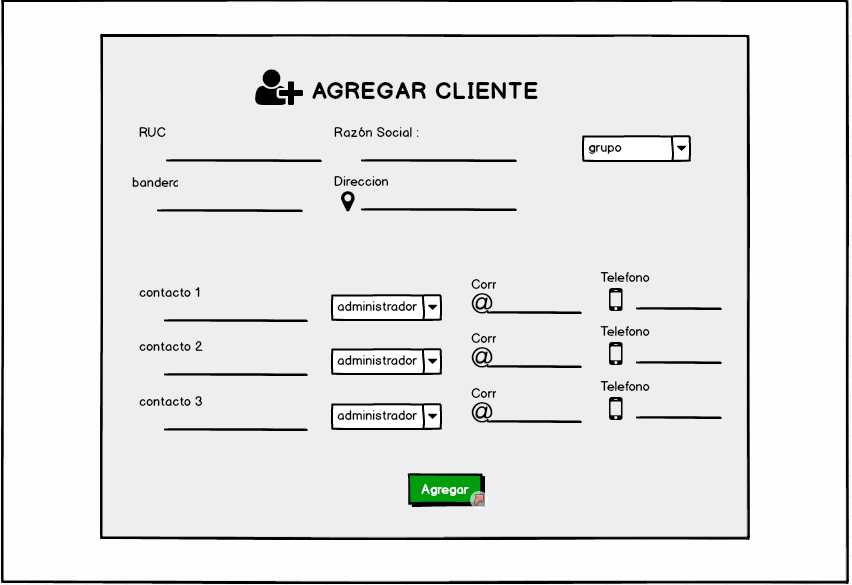 AGREGAR CLIENTE
RUC
Razón Social :
grupo
bandera
Direccion
contacto 1
administrador
Corr
@
Telefono
contacto 2
administrador
Corr
@
Telefono
contacto 3
administrador
Corr
@
Telefono
Agregar